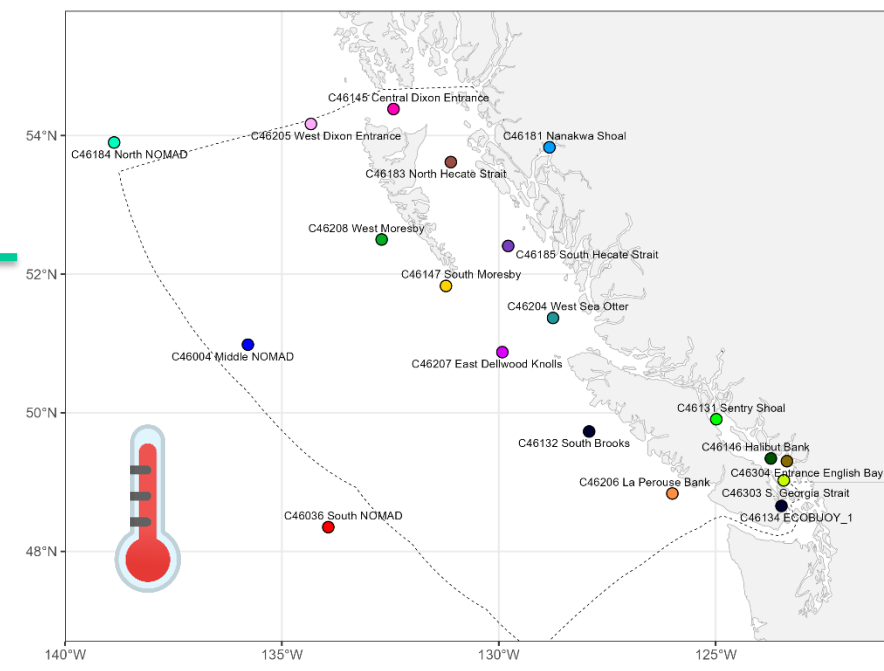 C46145 Central Dixon Entrance
54°N
C46205 West Dixon Entrance
C46181 Nanakwa Shoal
C46184 North NOMAD
C46183 North Hecate Strait
C46208 West Moresby
C46185 South Hecate Strait
52°N
C46147 South Moresby
C46204 West Sea Otter
C46004 Middle NOMAD
C46207 East Dellwood Knolls
50°N
C46131 Sentry Shoal
C46132 South Brooks
C46146 Halibut Bank
C46304 Entrance English Bay
C46206 La Perouse Bank
C46303 S. Georgia Strait
C46036 South NOMAD
C46134 ECOBUOY_1
48°N
140°W
135°W
130°W
125°W